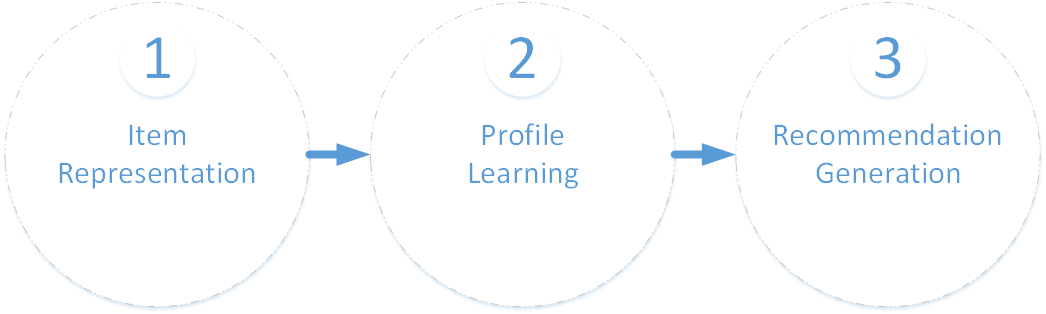 1
Item
Representation
2
Profile
Learning
3
Recommendation
Generation